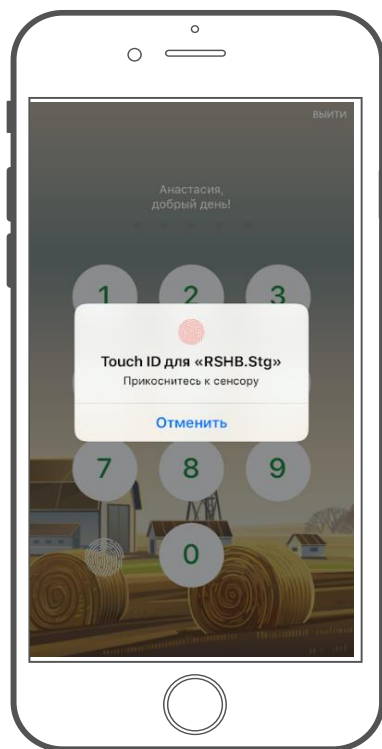 ВЫЙТИ
Анастасия,
добрый день!
1 2 3
Touch ID для «RSHB.Stg»
Прикоснитесь к сенсору
Отменить
7 8 9
0